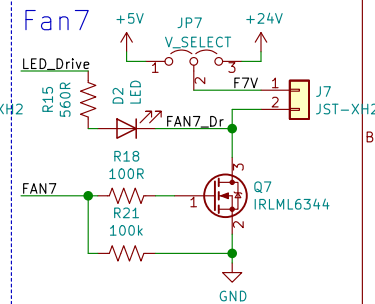 Fan7
+5V
JP7
+24V
V_SELECT
1
3
2
LED_Drive
R15
560R
D2
LED
F7V
1
2
J7
JST-XH2
XH2
FAN7_Dr
B
R18
100R
FAN7
1
3
2
Q7
IRLML6344
R21
100k
GND